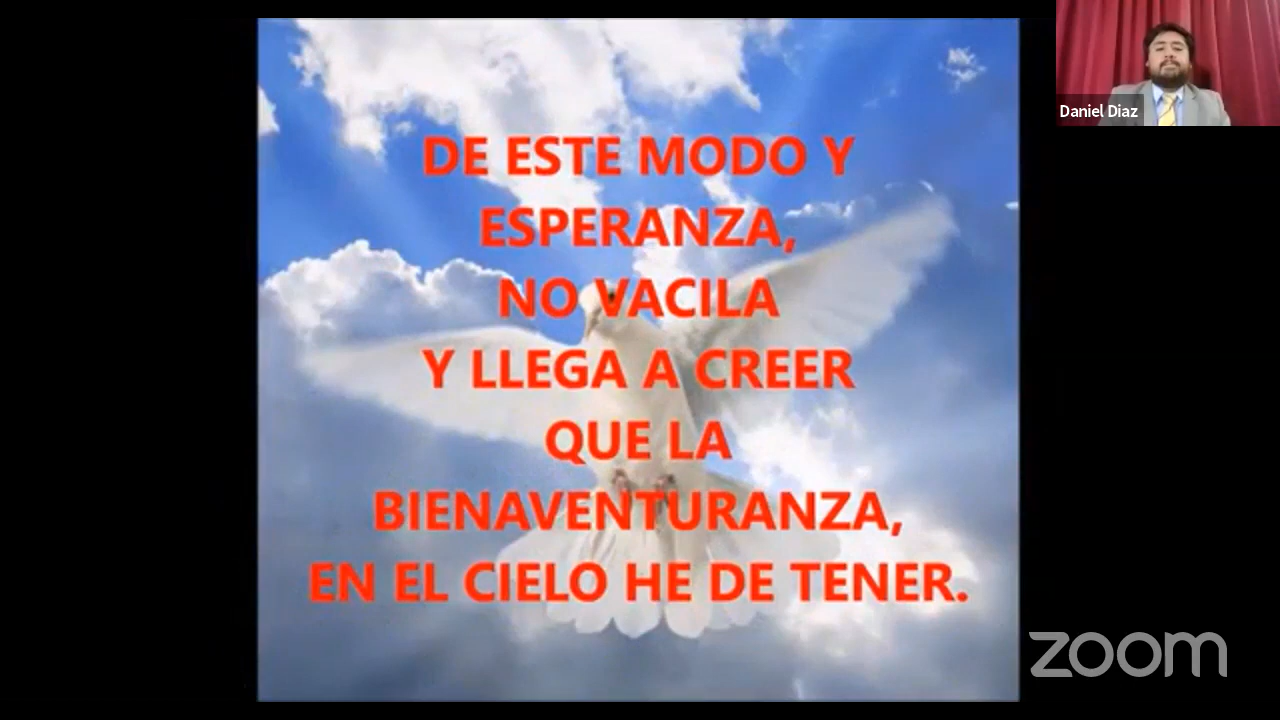 DE ESTE MODO Y
ESPERANZA,
NO VACILA
Y LLEGA A CREER
QUE LA
BIENAVENTURANZA,
EN EL CIELO HE DE TENER.
Daniel Diaz
zoom